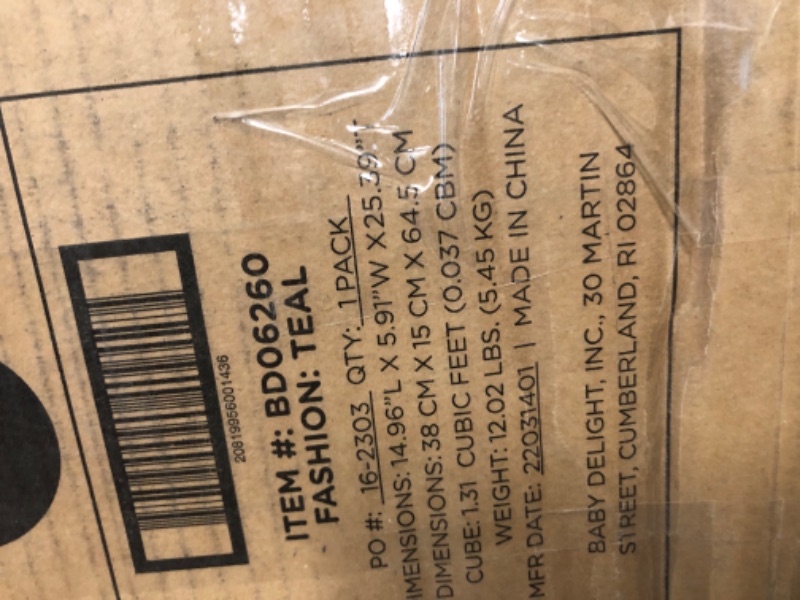 20819956001436
ITEM #: BD06260
FASHION: TEAL
PO #: 16-2303 QTY: 1 PACK
IMENSIONS: 14.96"L X 5.91"W X 25.39"H
DIMENSIONS: 38 CM X 15 CM X 64.5 CM
CUBE: 1.31 CUBIC FEET (0.037 CBM)
WEIGHT: 12.02 LBS. (5.45 KG)
MFR DATE: 22031401 | MADE IN CHINA
BABY DELIGHT, INC., 30 MARTIN
STREET, CUMBERLAND, RI 02864